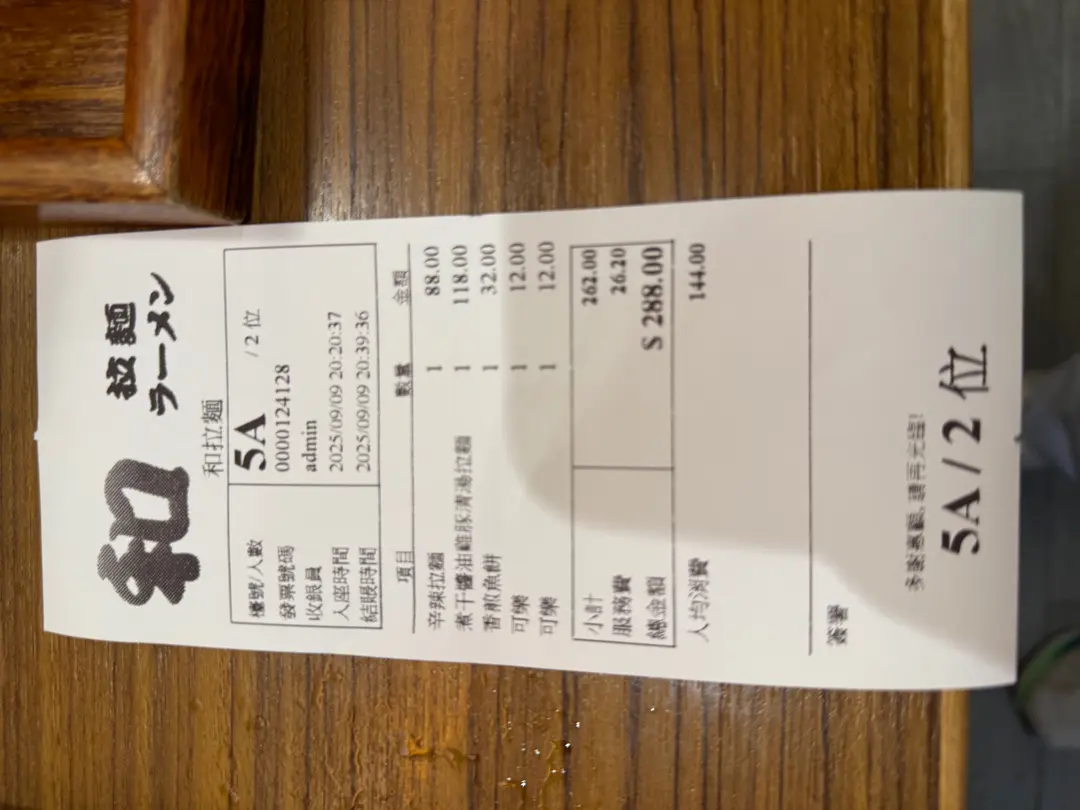 和 拉麵
ラーメン
和拉麵
檯號/人數 5A / 2 位
發票號碼 0000124128
收銀員 admin
入座時間 2025/09/09 20:20:37
結賬時間 2025/09/09 20:39:36
項目 數量 金額
辛辣拉麵 1 88.00
煮干醬油雞豚清湯拉麵 1 118.00
香煎魚餅 1 32.00
可樂 1 12.00
可樂 1 12.00
小計 262.00
服務費 26.20
總金額 $ 288.00
人均消費 144.00
簽署
多謝惠顧, 請再光臨!
5A / 2 位